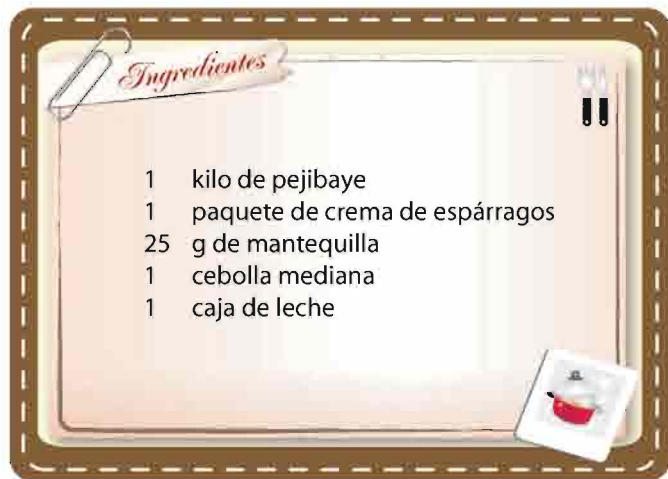 Ingredientes
1 kilo de pejibaye
1 paquete de crema de espárragos
25 g de mantequilla
1 cebolla mediana
1 caja de leche